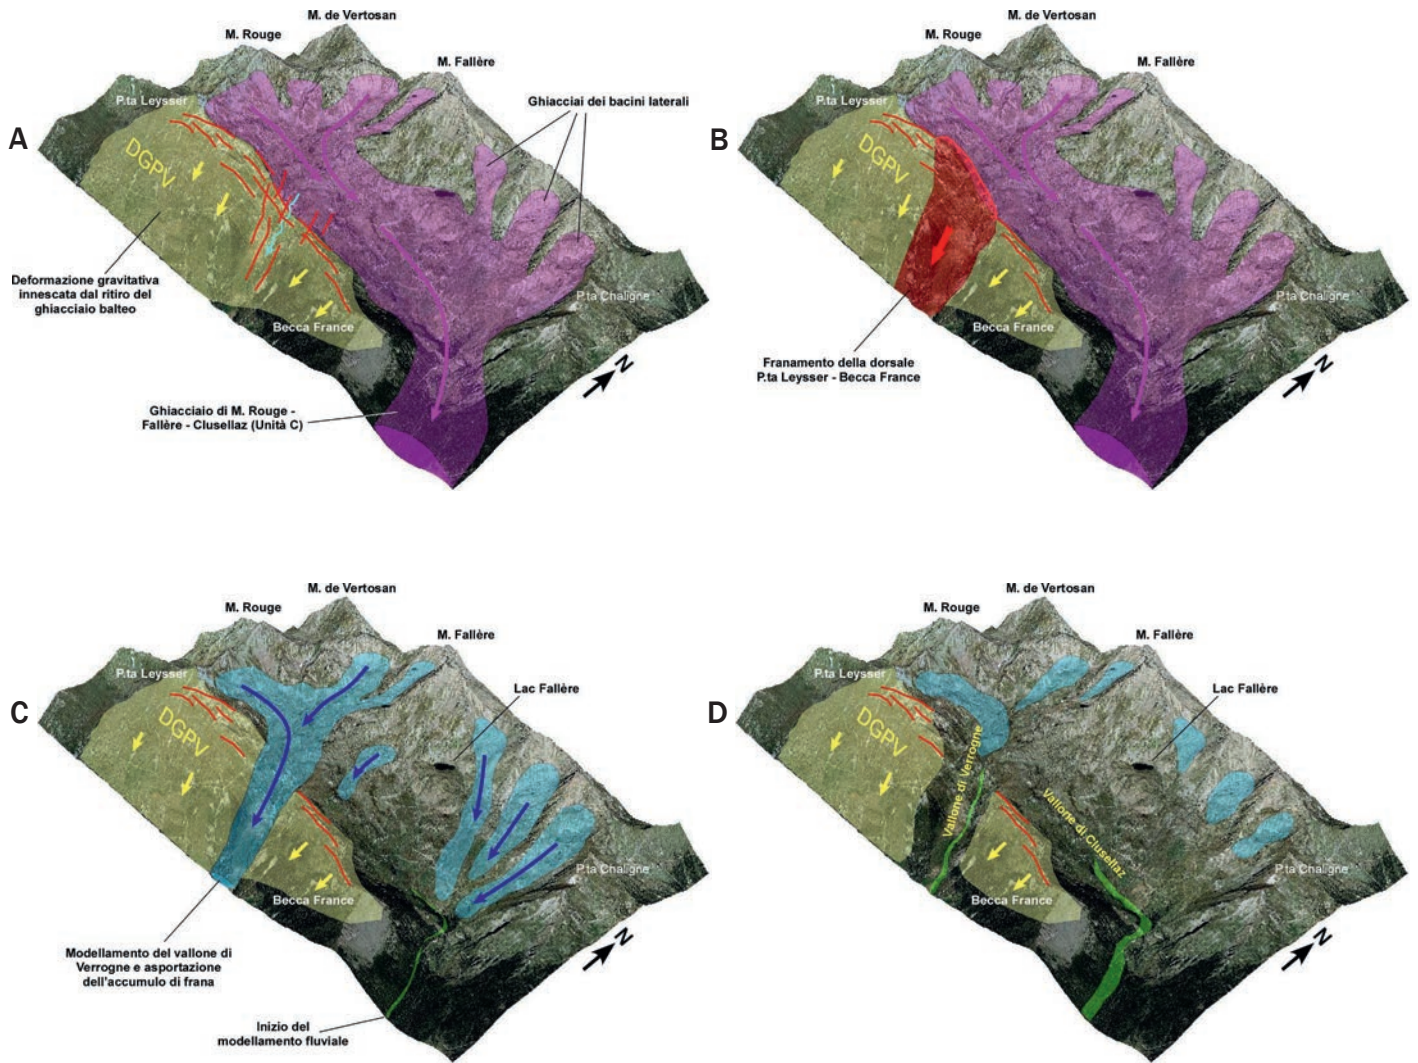 A
M. de Vertosan
M. Rouge
M. Fallère
P.ta Leysser
Ghiacciai dei bacini laterali
DGPV
Deformazione gravitativa
innescata dal ritiro del
ghiacciaio balteo
P.ta Chaligne
Becca France
N
Ghiacciaio di M. Rouge -
Fallère - Clusellaz (Unità C)
B
M. de Vertosan
M. Rouge
M. Fallère
P.ta Leysser
DGPV
P.ta Chaligne
Becca France
Franamento della dorsale
P.ta Leysser - Becca France
N
C
M. de Vertosan
M. Rouge
M. Fallère
P.ta Leysser
Lac Fallère
DGPV
P.ta Chaligne
Becca France
Modellamento del vallone di
Verrogne e asportazione
dell'accumulo di frana
N
Inizio del
modellamento fluviale
D
M. de Vertosan
M. Rouge
M. Fallère
P.ta Leysser
Lac Fallère
DGPV
Vallone di Verrogne
Vallone di Clusellaz
P.ta Chaligne
Becca France
N